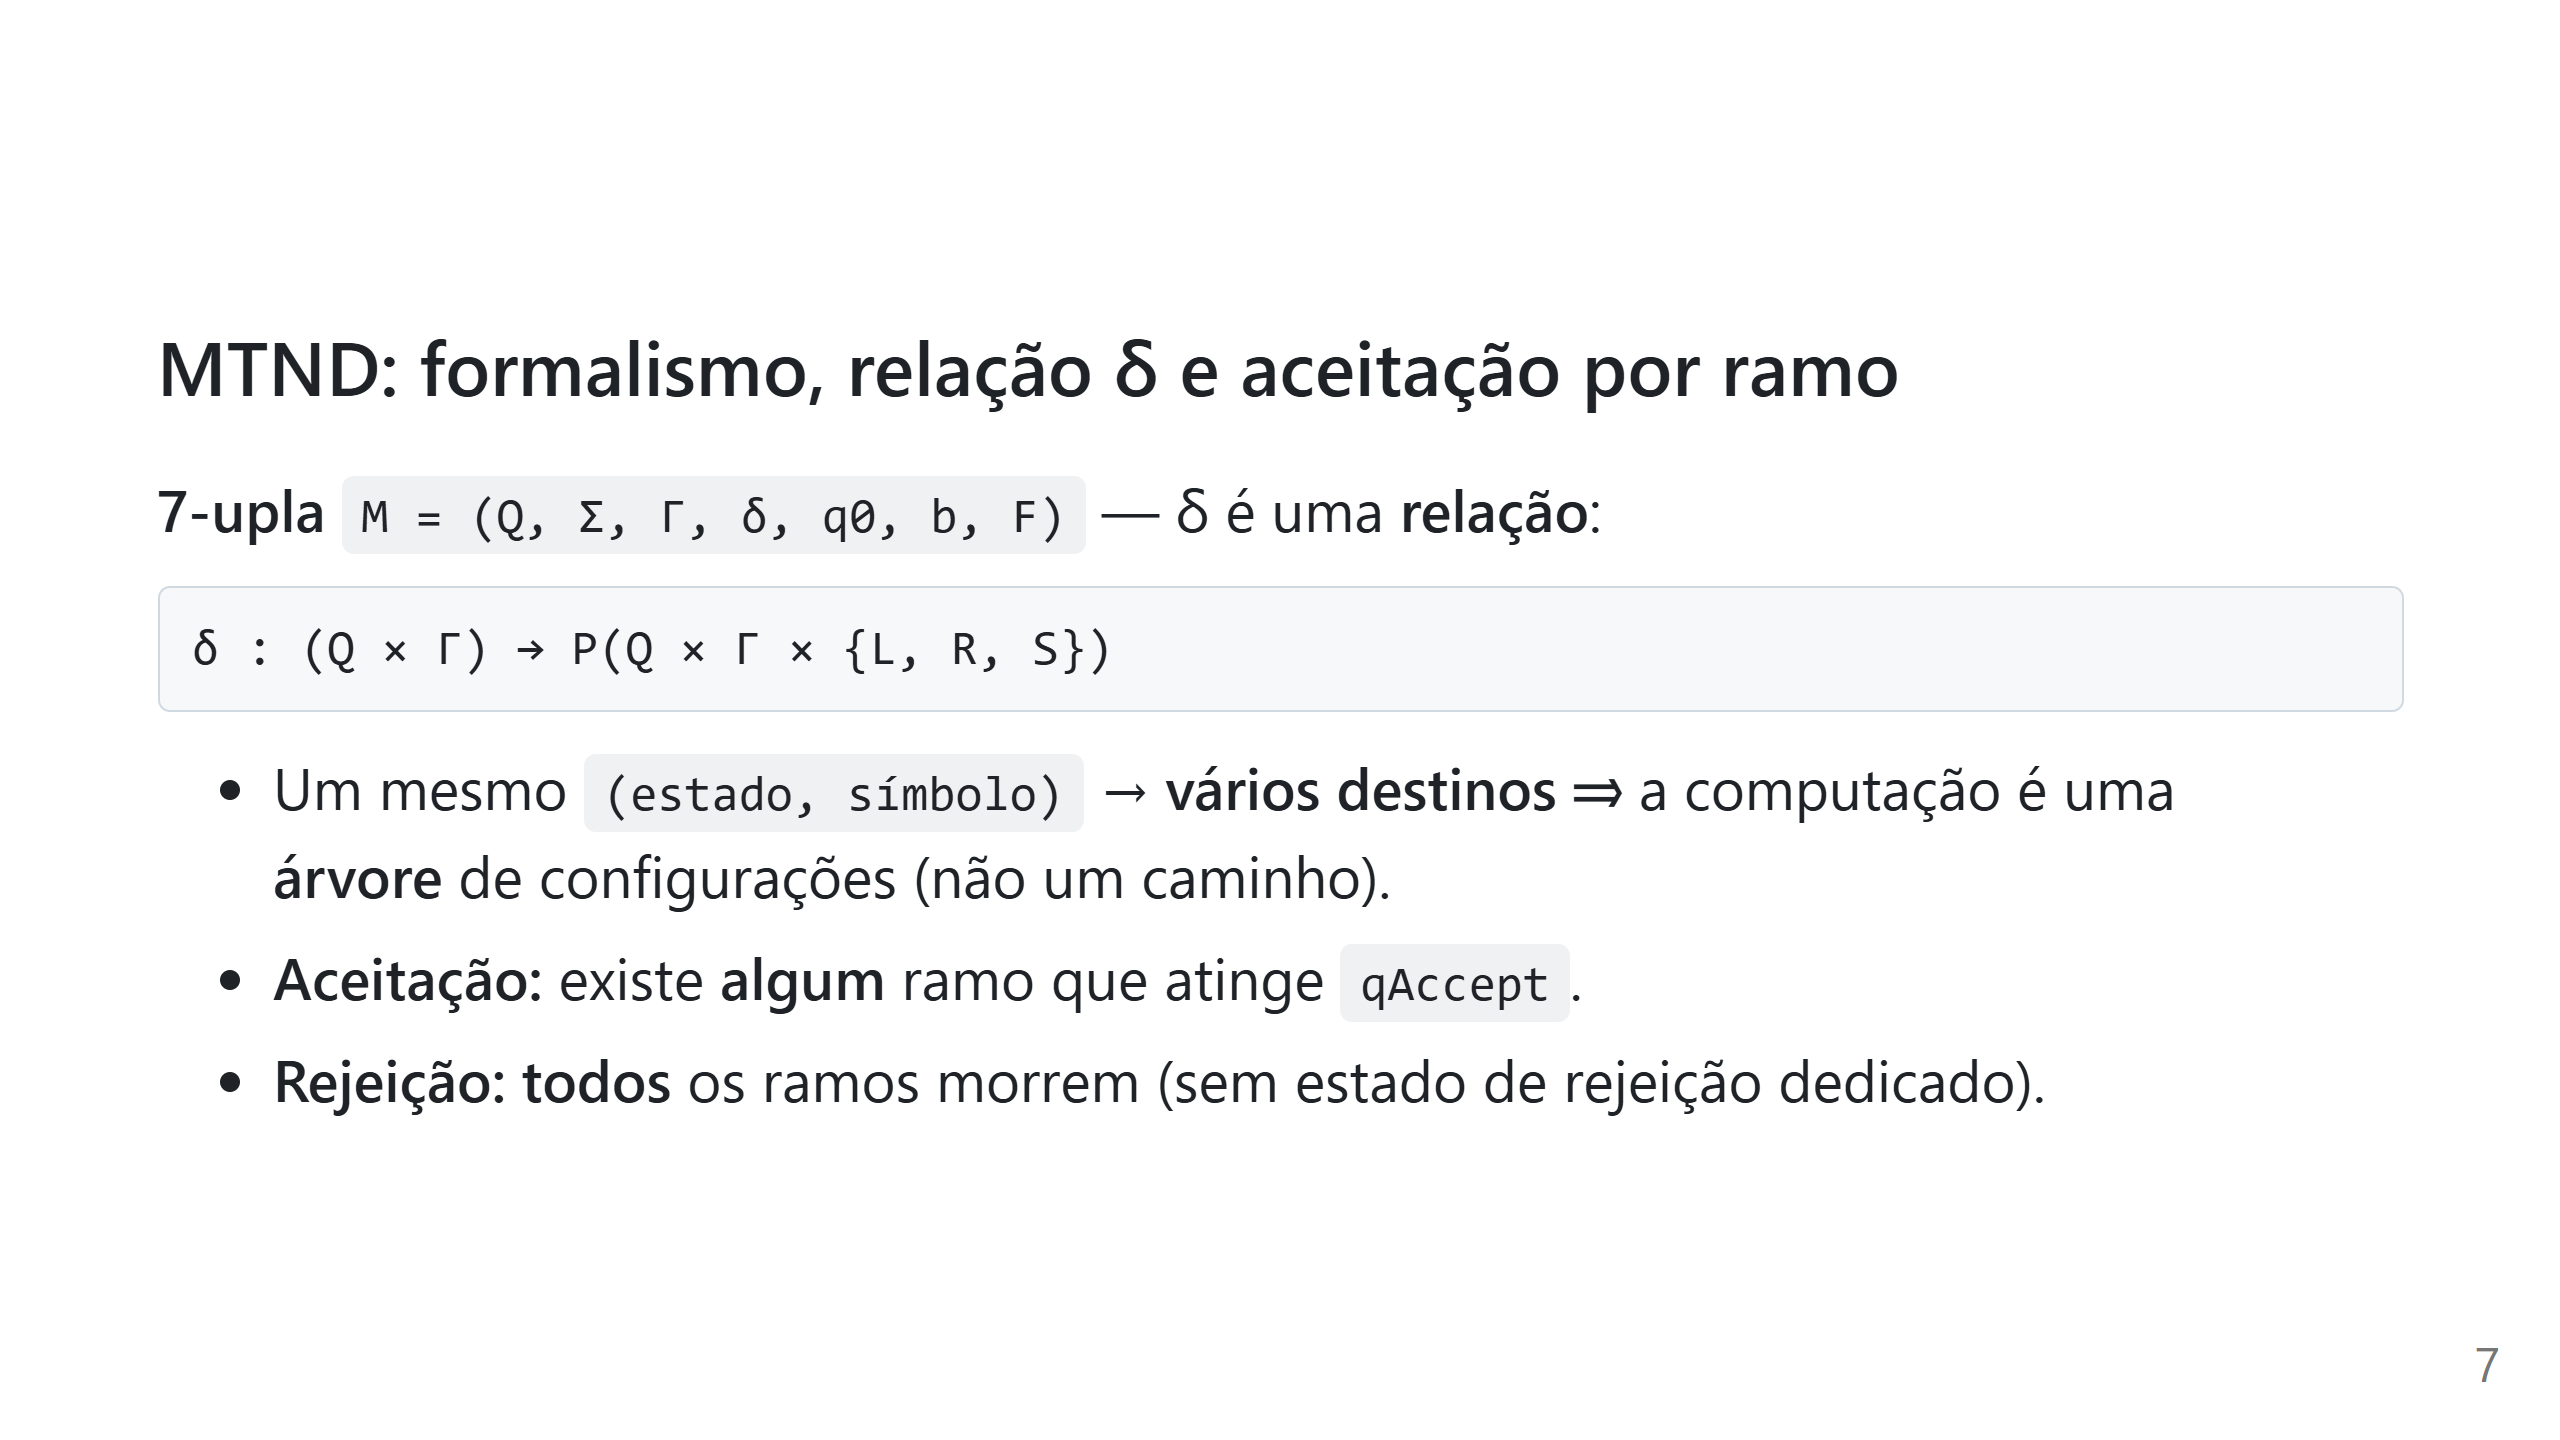 MTND: formalismo, relação δ e aceitação por ramo
7-upla M = (Q, Σ, Γ, δ, q0, b, F) — δ é uma relação:
δ : (Q × Γ) → P(Q × Γ × {L, R, S})
• Um mesmo (estado, símbolo) → vários destinos ⇒ a computação é uma
árvore de configurações (não um caminho).
• Aceitação: existe algum ramo que atinge qAccept.
• Rejeição: todos os ramos morrem (sem estado de rejeição dedicado).
7